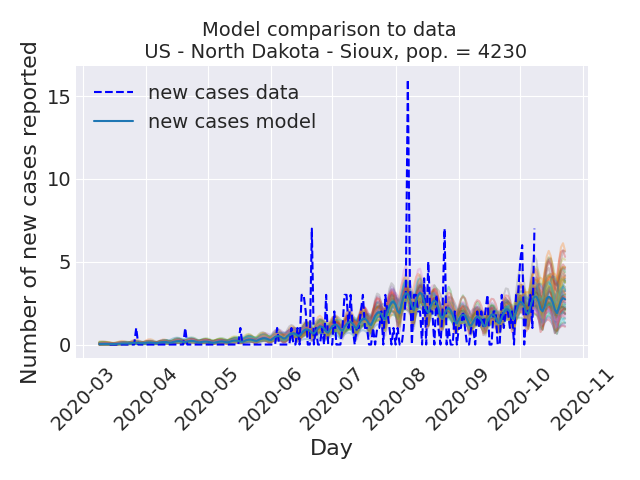 Model comparison to data
US - North Dakota - Sioux, pop. = 4230
Number of new cases reported
15
10
5
0
new cases data
new cases model
2020-03
2020-04
2020-05
2020-06
2020-07
2020-08
2020-09
2020-10
2020-11
Day